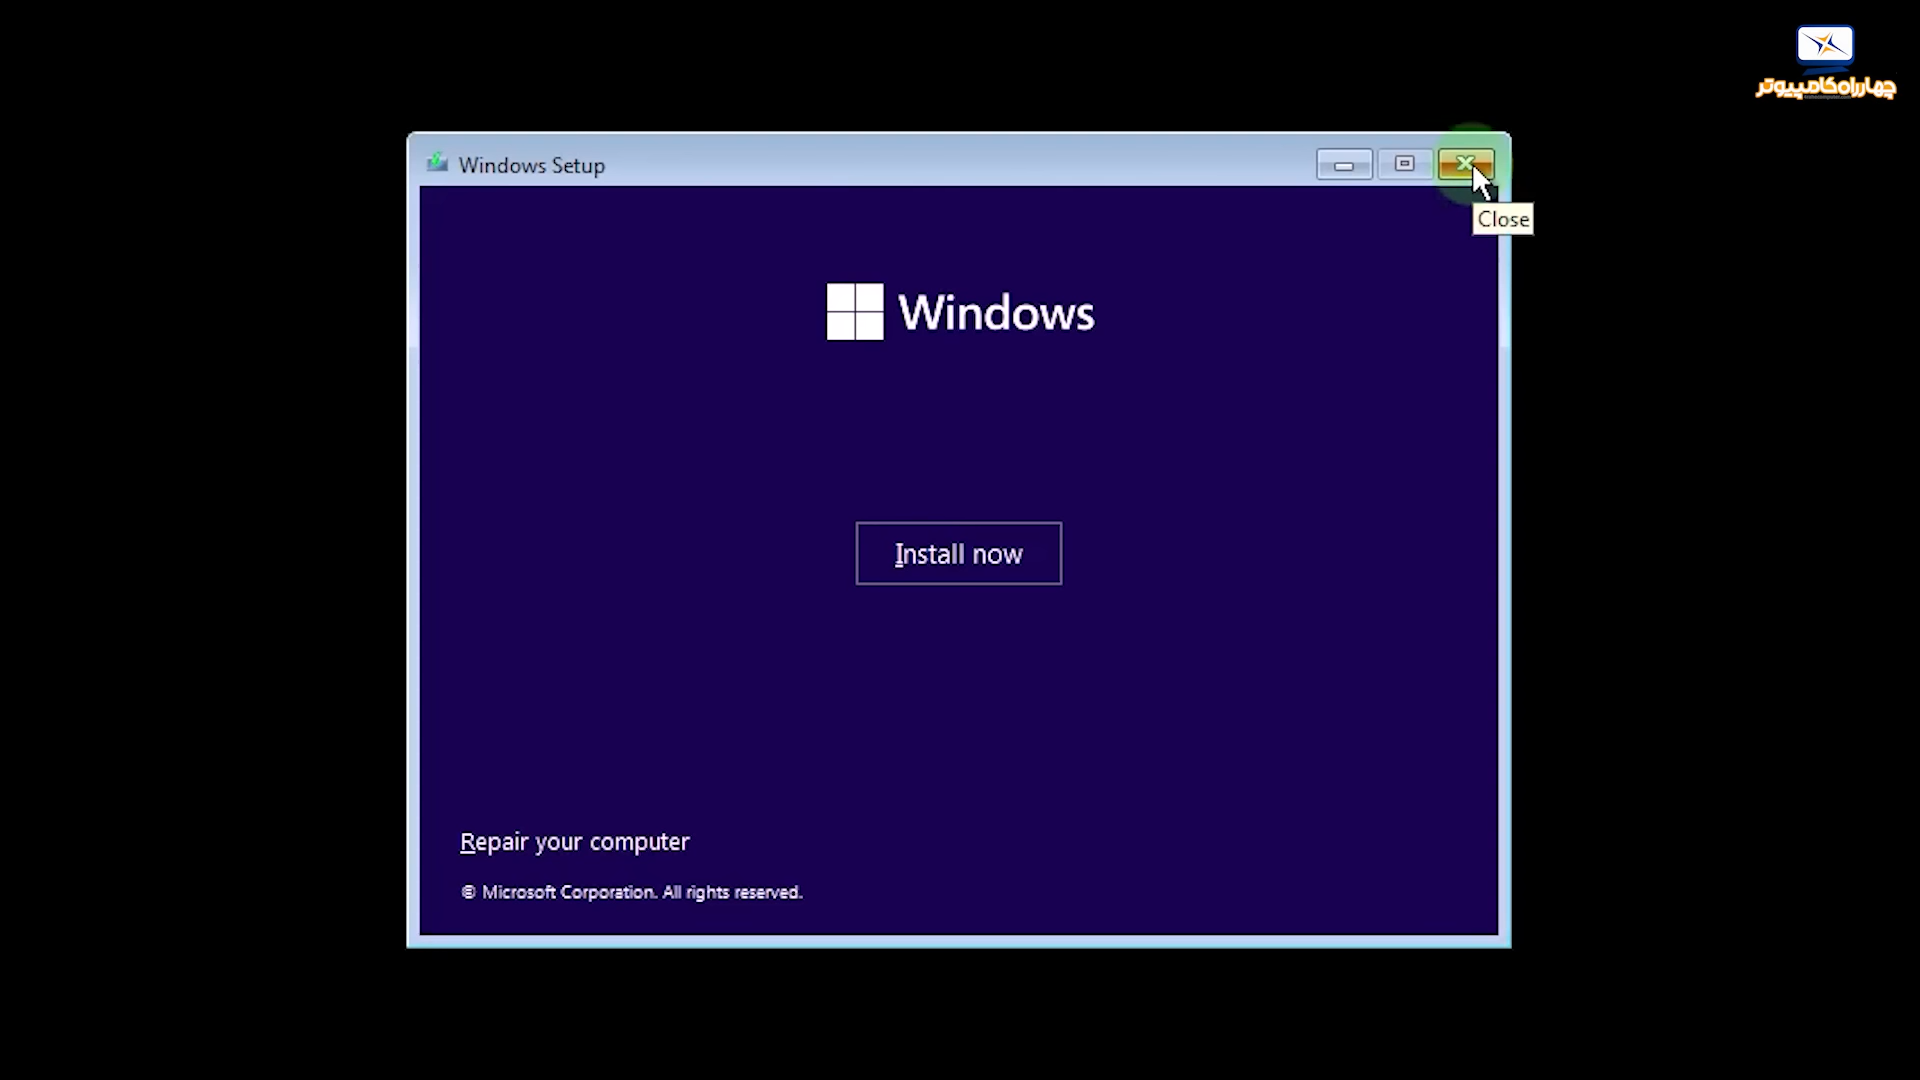 چهارراه کامپیوتر
Windows Setup
Close
Windows
Install now
Repair your computer
© Microsoft Corporation. All rights reserved.